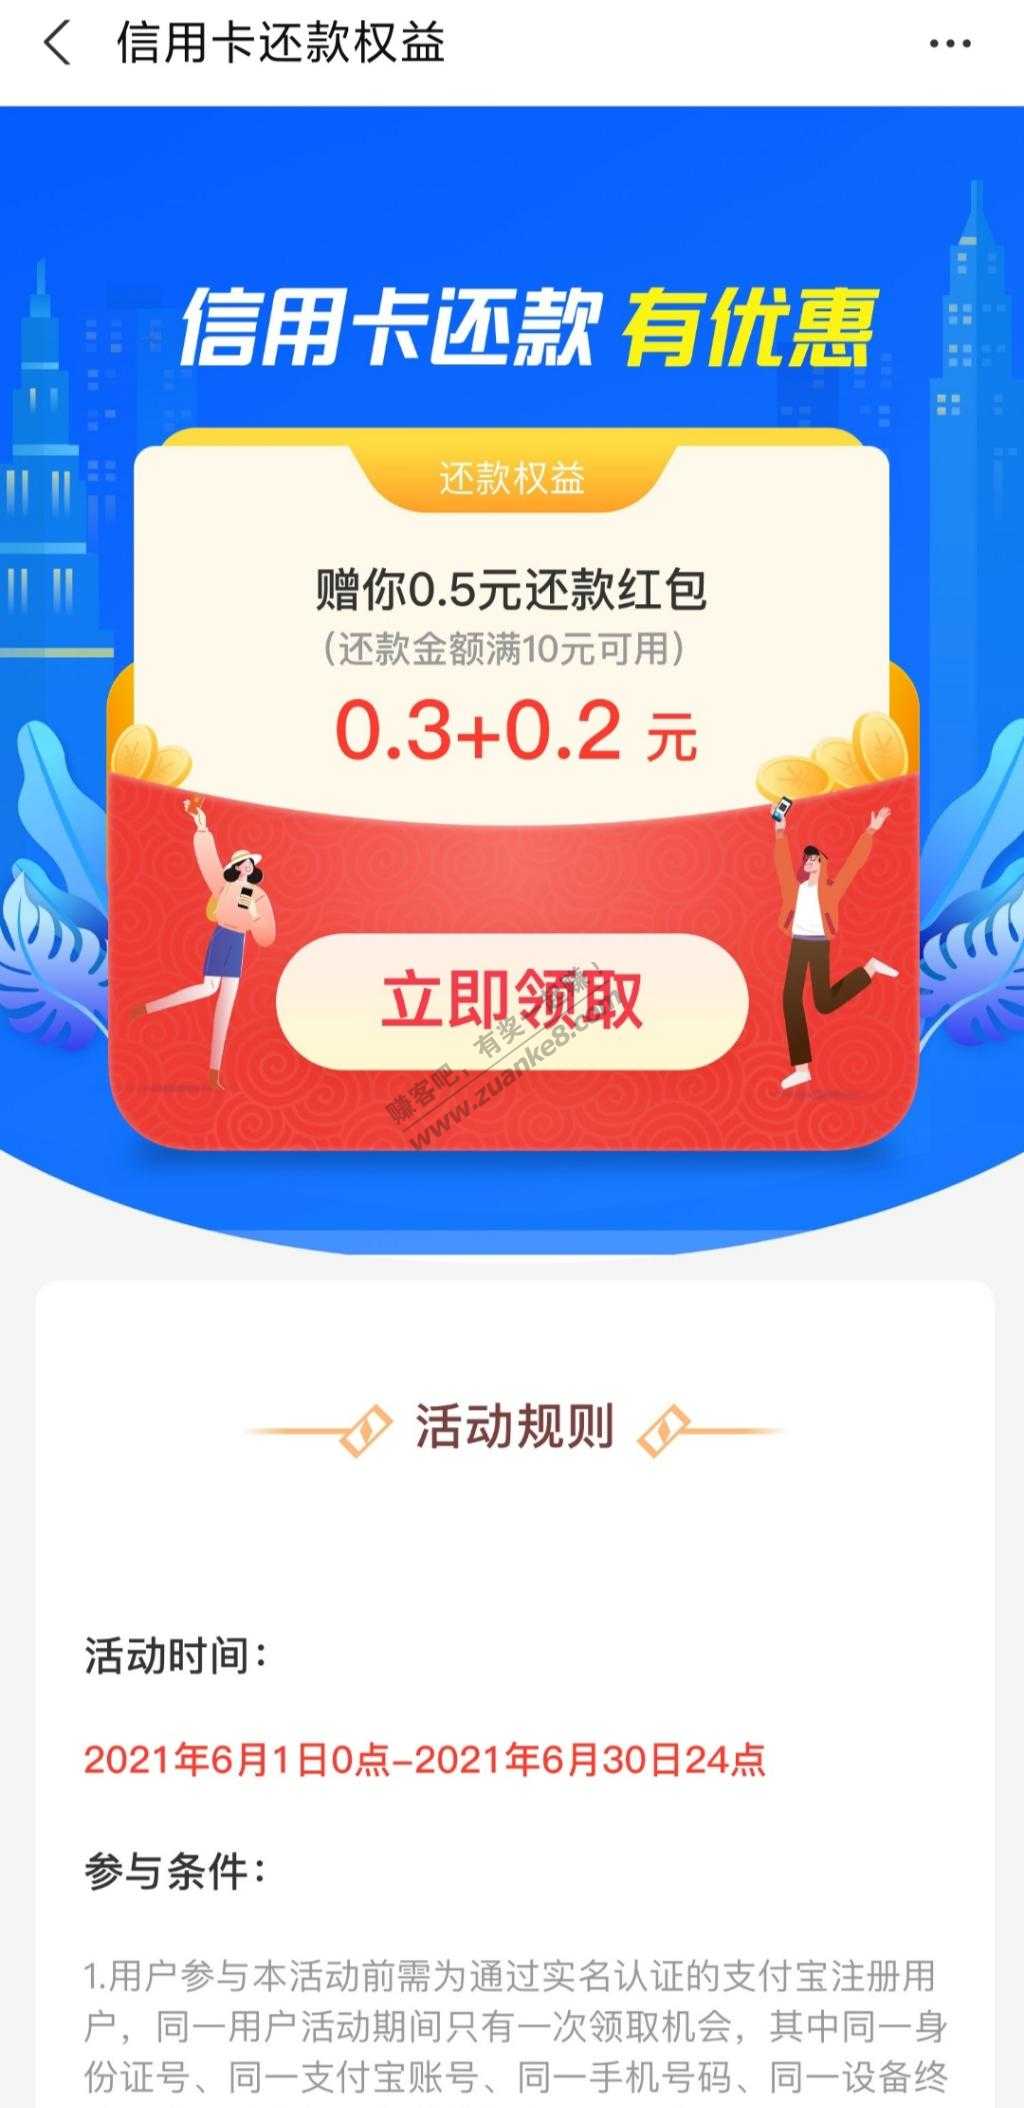 信用卡还款权益
信用卡还款 有优惠
还款权益
赠你0.5元还款红包
(还款金额满10元可用)
0.3+0.2 元
立即领取
赚客吧，有奖一起赚！
www.zuanke8.com
活动规则
活动时间：
2021年6月1日0点-2021年6月30日24点
参与条件：
1.用户参与本活动前需为通过实名认证的支付宝注册用
户，同一用户活动期间只有一次领取机会，其中同一身
份证号、同一支付宝账号、同一手机号码、同一设备终